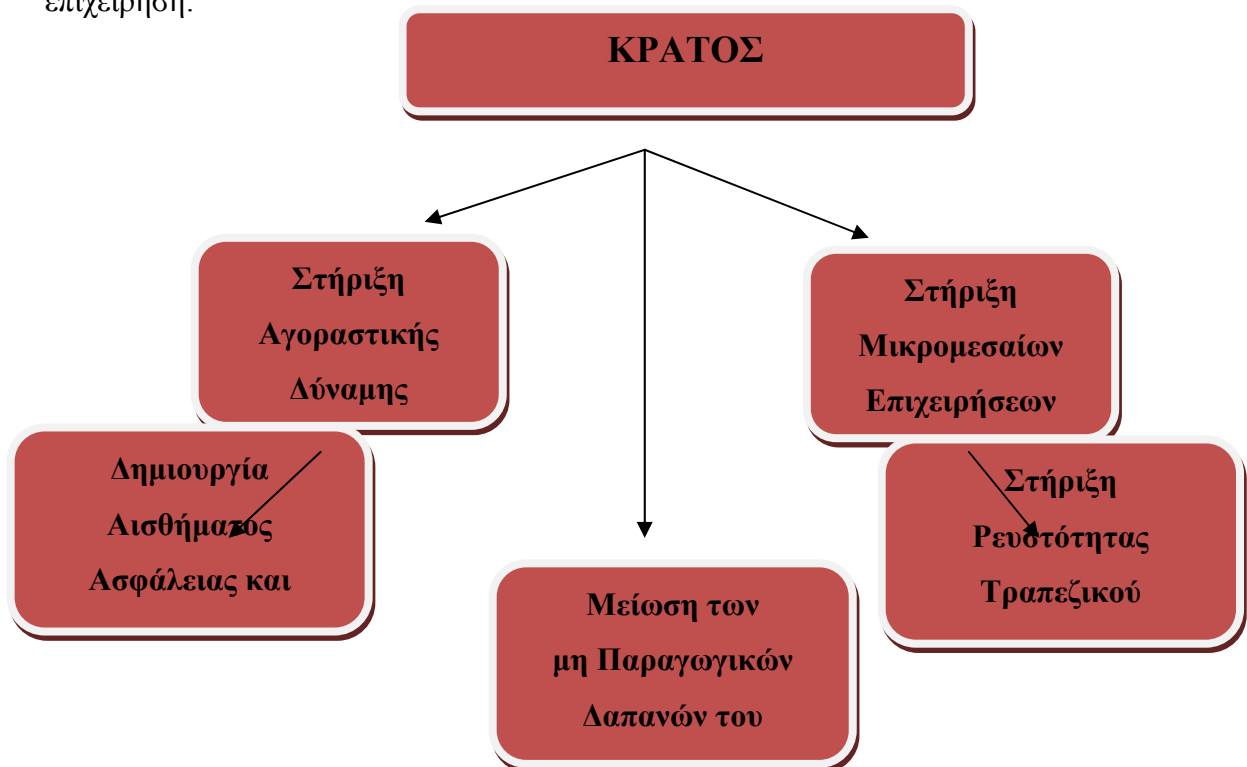 επιχείρηση.
ΚΡΑΤΟΣ
Στήριξη
Αγοραστικής
Δύναμης
Στήριξη
Μικρομεσαίων
Επιχειρήσεων
Δημιουργία
Αισθήματος
Ασφάλειας και
Στήριξη
Ρευστότητας
Τραπεζικού
Μείωση των
μη Παραγωγικών
Δαπανών του